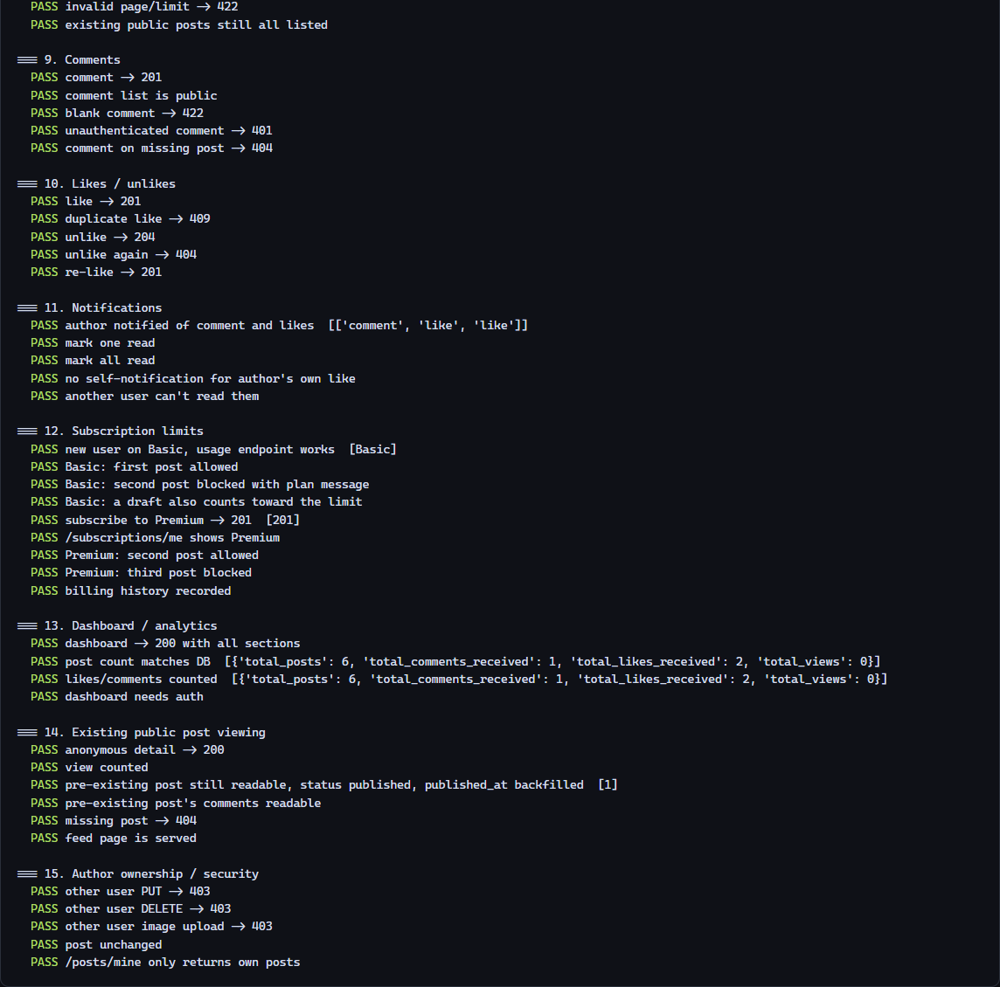 PASS invalid page/limit -> 422
PASS existing public posts still all listed
=== 9. Comments
PASS comment -> 201
PASS comment list is public
PASS blank comment -> 422
PASS unauthenticated comment -> 401
PASS comment on missing post -> 404
=== 10. Likes / unlikes
PASS like -> 201
PASS duplicate like -> 409
PASS unlike -> 204
PASS unlike again -> 404
PASS re-like -> 201
=== 11. Notifications
PASS author notified of comment and likes  [['comment', 'like', 'like']]
PASS mark one read
PASS mark all read
PASS no self-notification for author's own like
PASS another user can't read them
=== 12. Subscription limits
PASS new user on Basic, usage endpoint works  [Basic]
PASS Basic: first post allowed
PASS Basic: second post blocked with plan message
PASS Basic: a draft also counts toward the limit
PASS subscribe to Premium -> 201  [201]
PASS /subscriptions/me shows Premium
PASS Premium: second post allowed
PASS Premium: third post blocked
PASS billing history recorded
=== 13. Dashboard / analytics
PASS dashboard -> 200 with all sections
PASS post count matches DB  [{'total_posts': 6, 'total_comments_received': 1, 'total_likes_received': 2, 'total_views': 0}]
PASS likes/comments counted  [{'total_posts': 6, 'total_comments_received': 1, 'total_likes_received': 2, 'total_views': 0}]
PASS dashboard needs auth
=== 14. Existing public post viewing
PASS anonymous detail -> 200
PASS view counted
PASS pre-existing post still readable, status published, published_at backfilled  [1]
PASS pre-existing post's comments readable
PASS missing post -> 404
PASS feed page is served
=== 15. Author ownership / security
PASS other user PUT -> 403
PASS other user DELETE -> 403
PASS other user image upload -> 403
PASS post unchanged
PASS /posts/mine only returns own posts